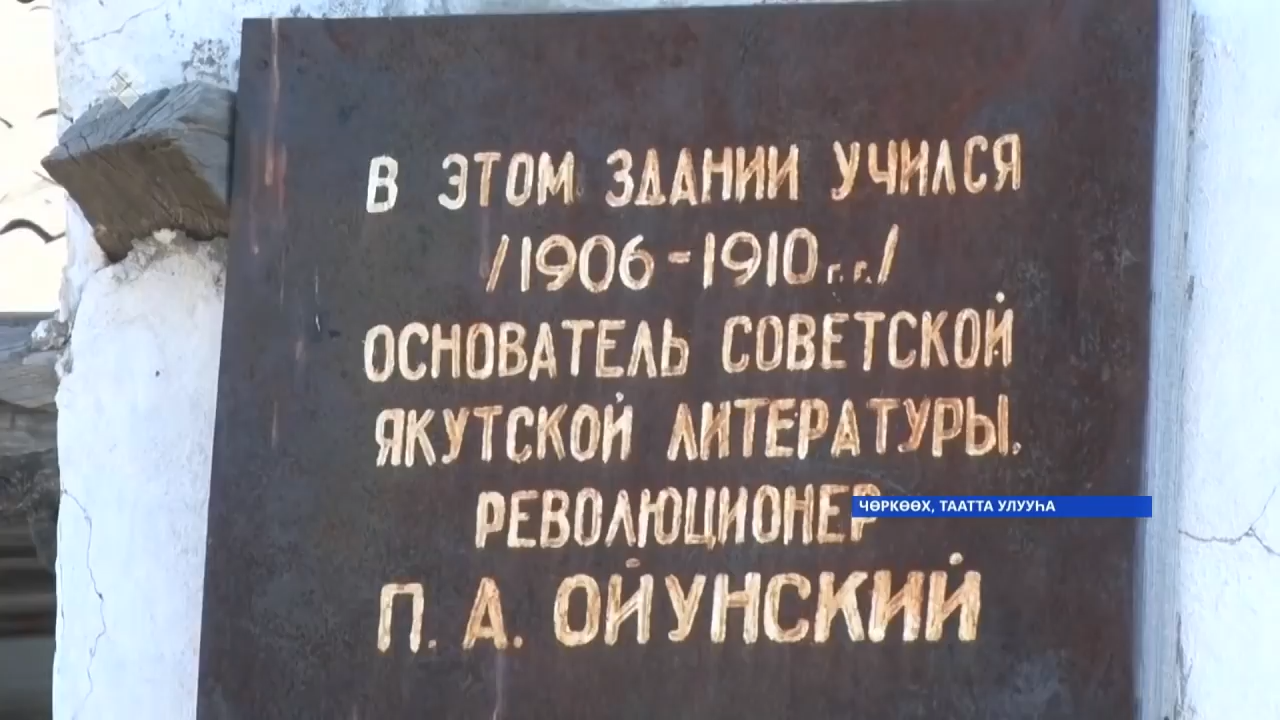 В ЭТОМ ЗДАНИИ УЧИЛСЯ
/1906-1910 г.г./
ОСНОВАТЕЛЬ СОВЕТСКОЙ
ЯКУТСКОЙ ЛИТЕРАТУРЫ.
РЕВОЛЮЦИОНЕР
ЧӨРКӨӨХ, ТААТТА УЛУУҺА
П. А. ОЙУНСКИЙ